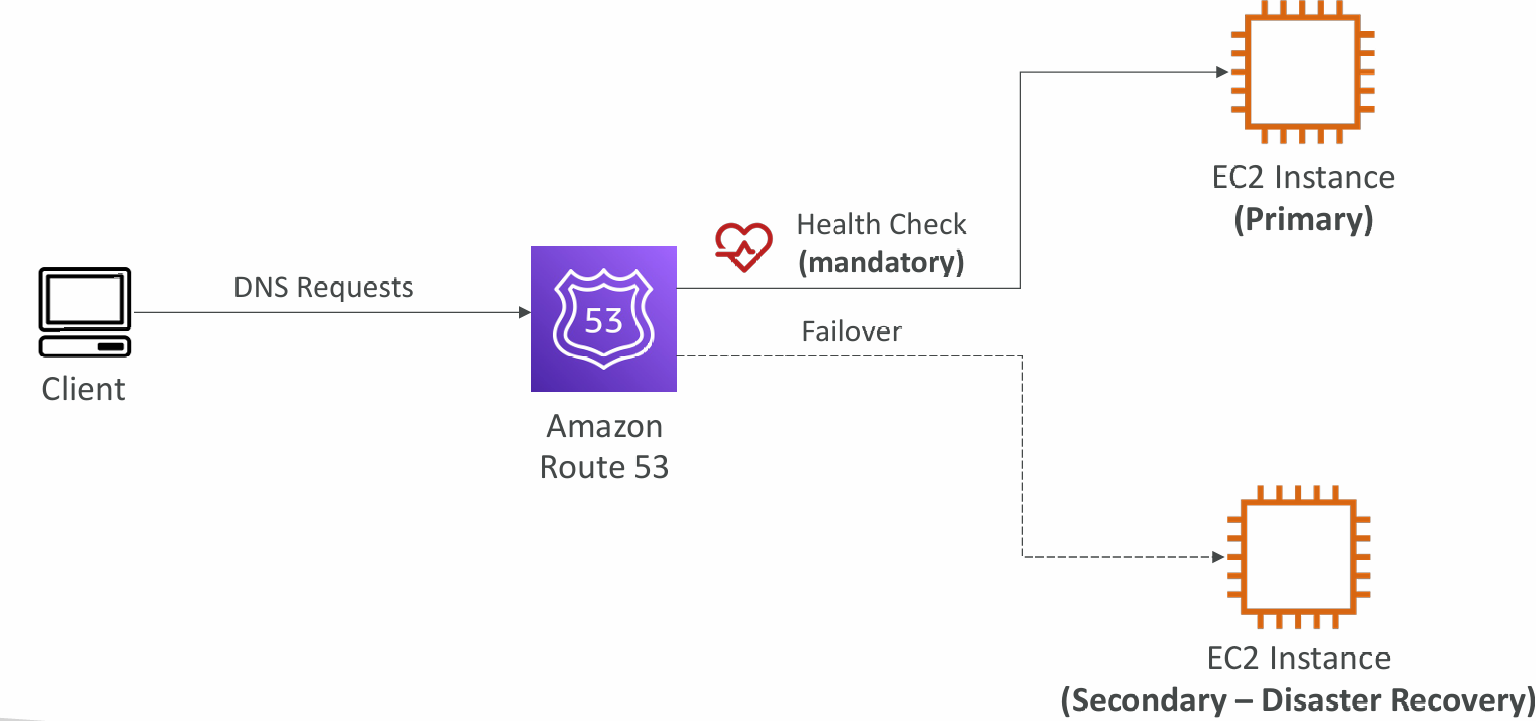 EC2 Instance
(Primary)
Health Check
(mandatory)
DNS Requests
53
Failover
Client
Amazon
Route 53
EC2 Instance
(Secondary – Disaster Recovery)